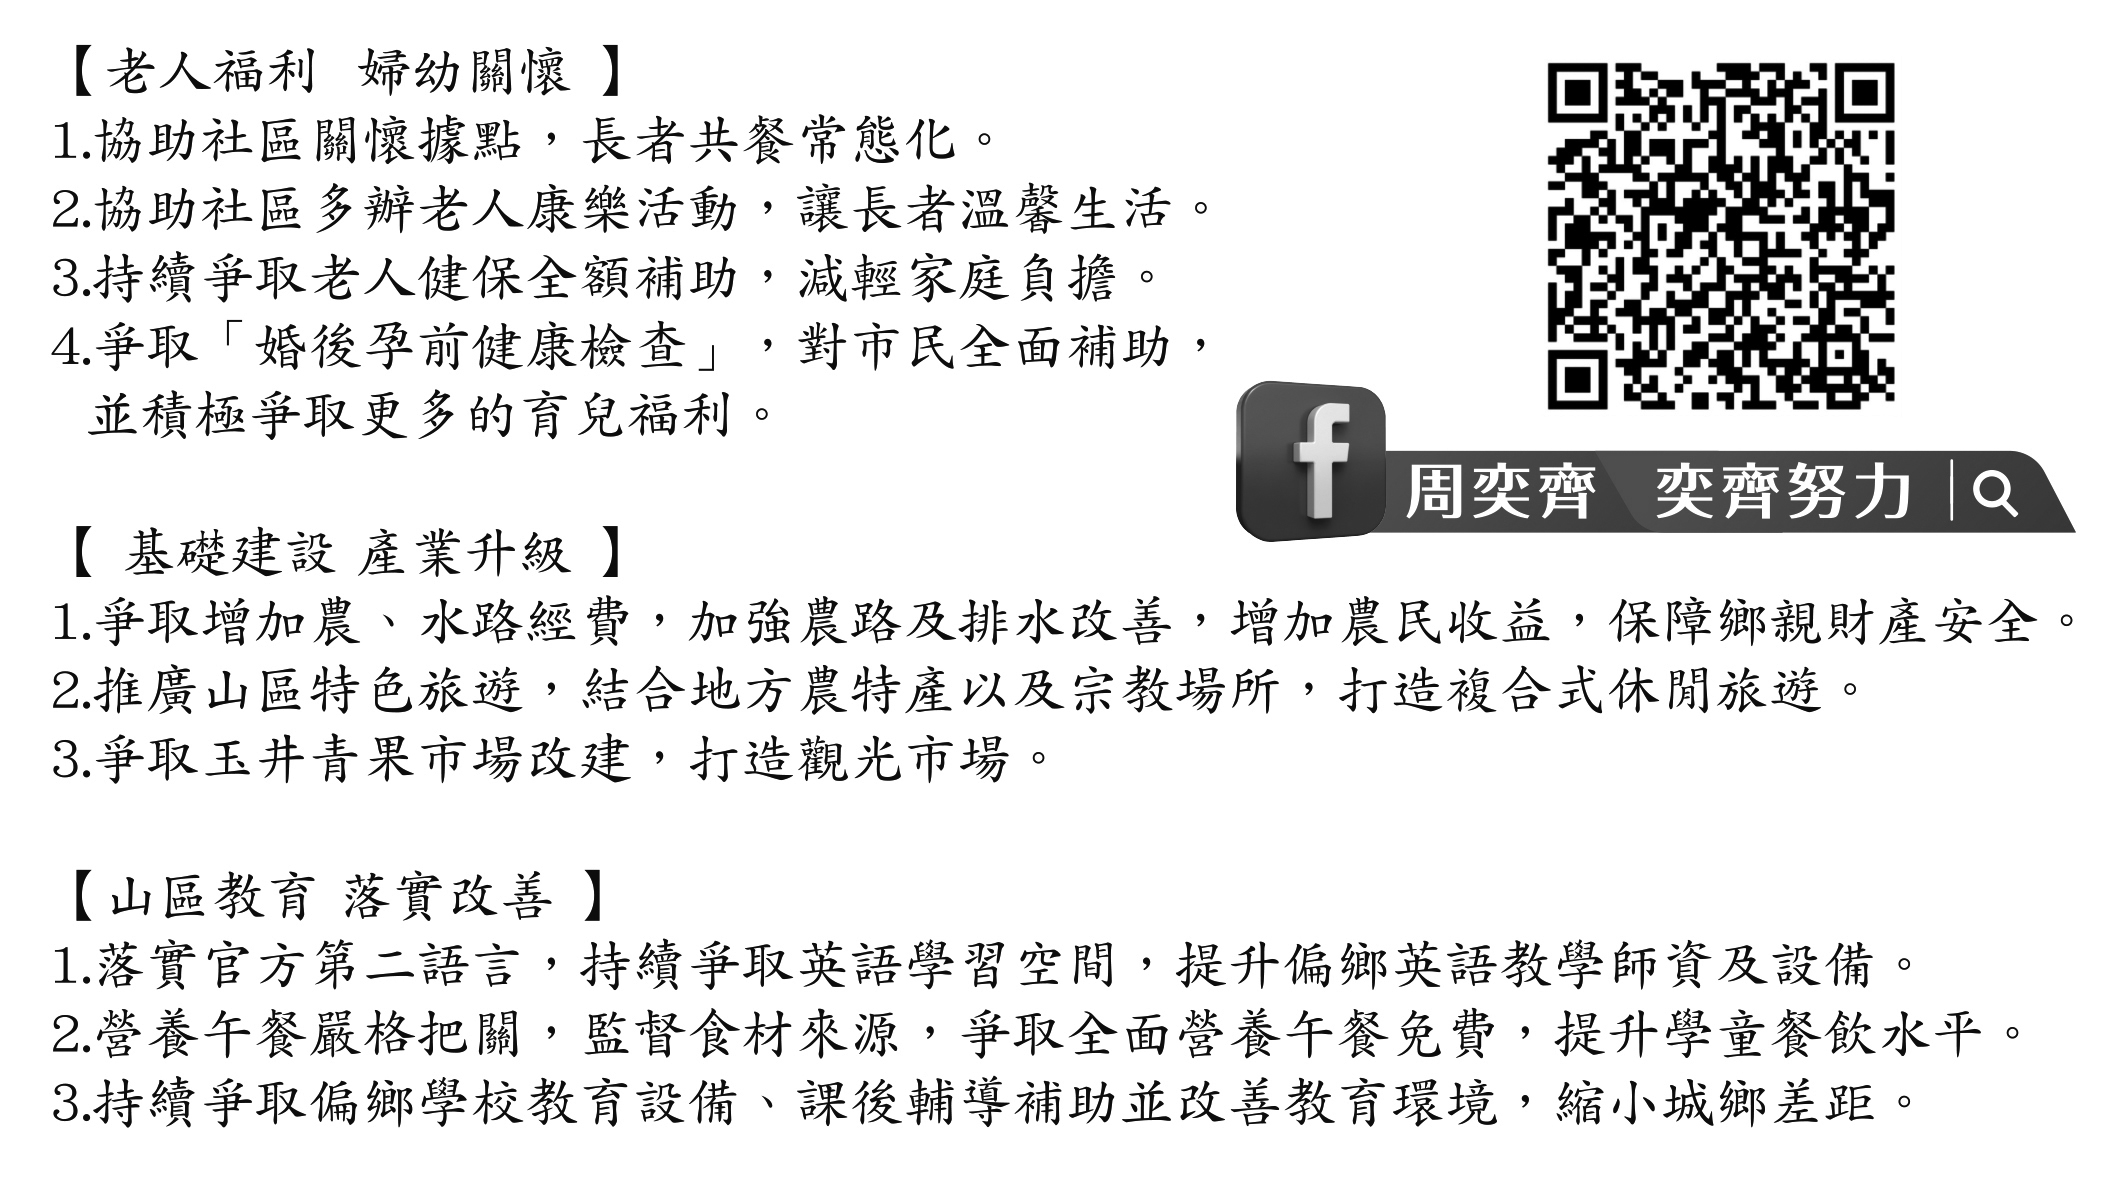 【老人福利 婦幼關懷 】
1.協助社區關懷據點，長者共餐常態化。
2.協助社區多辦老人康樂活動，讓長者溫馨生活。
3.持續爭取老人健保全額補助，減輕家庭負擔。
4.爭取「婚後孕前健康檢查」，對市民全面補助，
並積極爭取更多的育兒福利。
f 周奕齊 奕齊努力
【 基礎建設 產業升級 】
1.爭取增加農、水路經費，加強農路及排水改善，增加農民收益，保障鄉親財產安全。
2.推廣山區特色旅遊，結合地方農特產以及宗教場所，打造複合式休閒旅遊。
3.爭取玉井青果市場改建，打造觀光市場。
【山區教育 落實改善 】
1.落實官方第二語言，持續爭取英語學習空間，提升偏鄉英語教學師資及設備。
2.營養午餐嚴格把關，監督食材來源，爭取全面營養午餐免費，提升學童餐飲水平。
3.持續爭取偏鄉學校教育設備、課後輔導補助並改善教育環境，縮小城鄉差距。